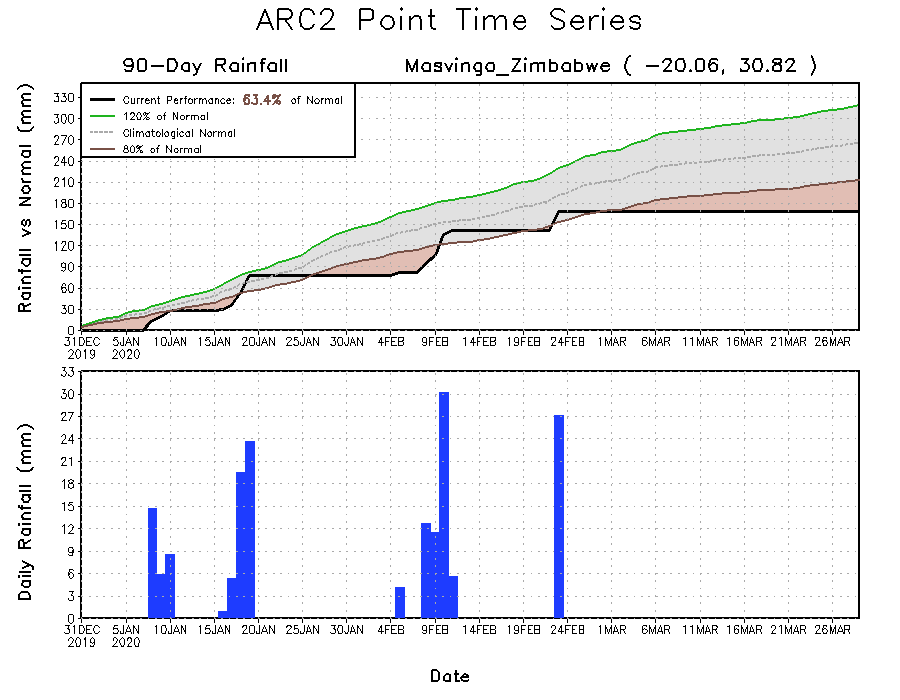 ARC2 Point Time Series
90-Day Rainfall
Masvingo_Zimbabwe ( -20.06, 30.82 )
Rainfall vs Normal (mm)
330
300
270
240
210
180
150
120
90
60
30
0
Current Performance: 63.4% of Normal
120% of Normal
Climatological Normal
80% of Normal
31DEC 5JAN 10JAN 15JAN 20JAN 25JAN 30JAN 4FEB 9FEB 14FEB 19FEB 24FEB 1MAR 6MAR 11MAR 16MAR 21MAR 26MAR
2019 2020
Daily Rainfall (mm)
33
30
27
24
21
18
15
12
9
6
3
0
31DEC 5JAN 10JAN 15JAN 20JAN 25JAN 30JAN 4FEB 9FEB 14FEB 19FEB 24FEB 1MAR 6MAR 11MAR 16MAR 21MAR 26MAR
2019 2020
Date